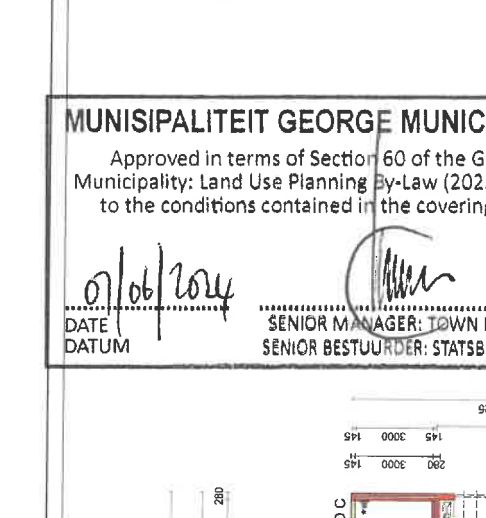 MUNISIPALITEIT GEORGE MUNIC
Approved in terms of Section 60 of the G
Municipality: Land Use Planning By-Law (202
to the conditions contained in the covering
07/06/2024
DATE
DATUM
SENIOR MANAGER: TOWN
SENIOR BESTUURDER: STATSB
145 3000 145
145 3000 280
280